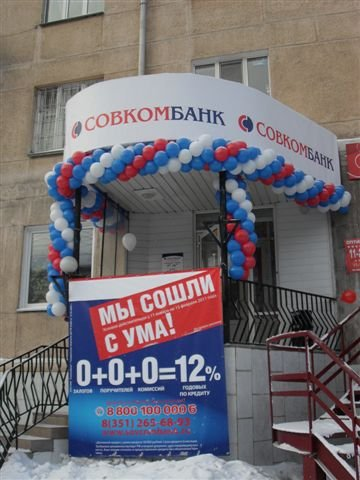 СОВКОМБАНК
СОВКОМБАНК
МЫ СОШЛИ
С УМА!
0+0+0=12%
ЗАЛОГОВ ПОРУЧИТЕЛЕЙ КОМИССИЙ ГОДОВЫХ
ПО КРЕДИТУ
8 800 100 000 6
8(351) 265-68-93